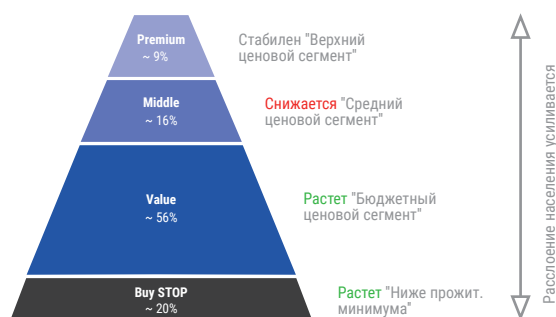 Premium
~ 9%
Стабилен "Верхний
ценовой сегмент"
Middle
~ 16%
Снижается "Средний
ценовой сегмент"
Value
~ 56%
Растет "Бюджетный
ценовой сегмент"
Buy STOP
~ 20%
Растет "Ниже прожит.
минимума"
Расслоение населения усиливается